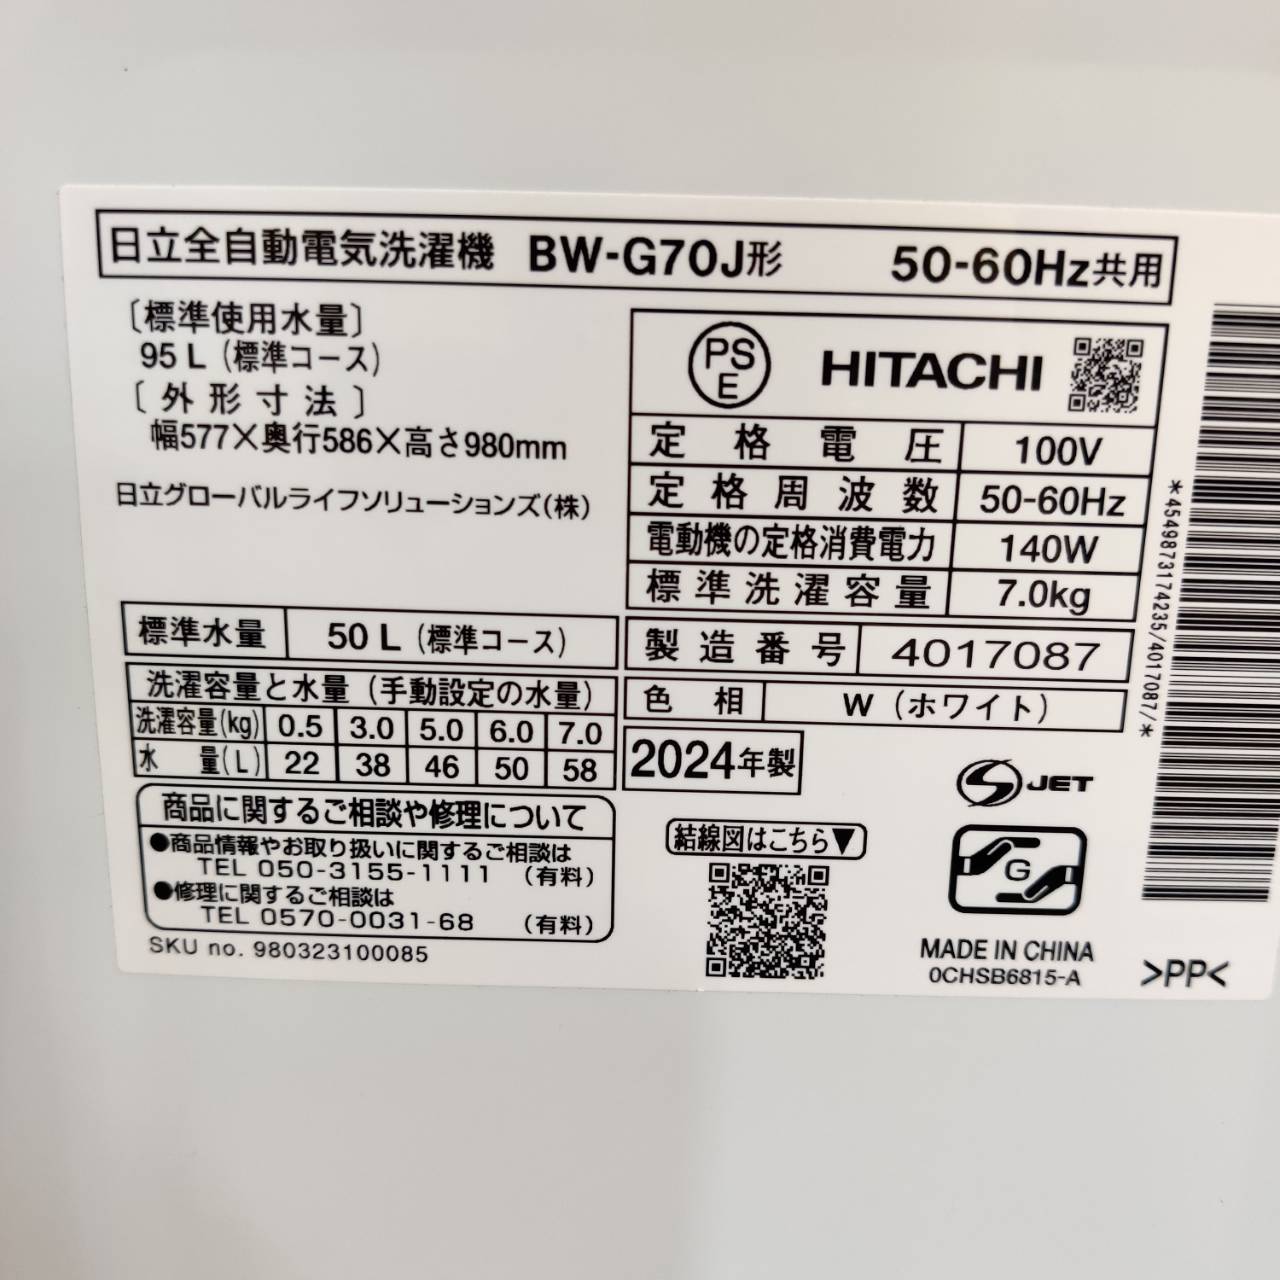 日立全自動電気洗濯機 BW-G70J形 50-60Hz共用
〔標準使用水量〕
95 L (標準コース)
〔外形寸法〕
幅577×奥行586×高さ980mm
日立グローバルライフソリューションズ(株)
PS
E
HITACHI
定格電圧 100V
定格周波数 50-60Hz
電動機の定格消費電力 140W
標準洗濯容量 7.0kg
標準水量 50 L (標準コース)
製造番号 4017087
洗濯容量と水量 (手動設定の水量)
洗濯容量(kg) 0.5 3.0 5.0 6.0 7.0
水量(L) 22 38 46 50 58
色相 W (ホワイト)
2024年製
商品に関するご相談や修理について
●商品情報やお取り扱いに関するご相談は
TEL 050-3155-1111 (有料)
●修理に関するご相談は
TEL 0570-0031-68 (有料)
SKU no. 980323100085
結線図はこちら▼
S JET
G
MADE IN CHINA
0CHSB6815-A
>PP<
*4549873174235/4017087/*